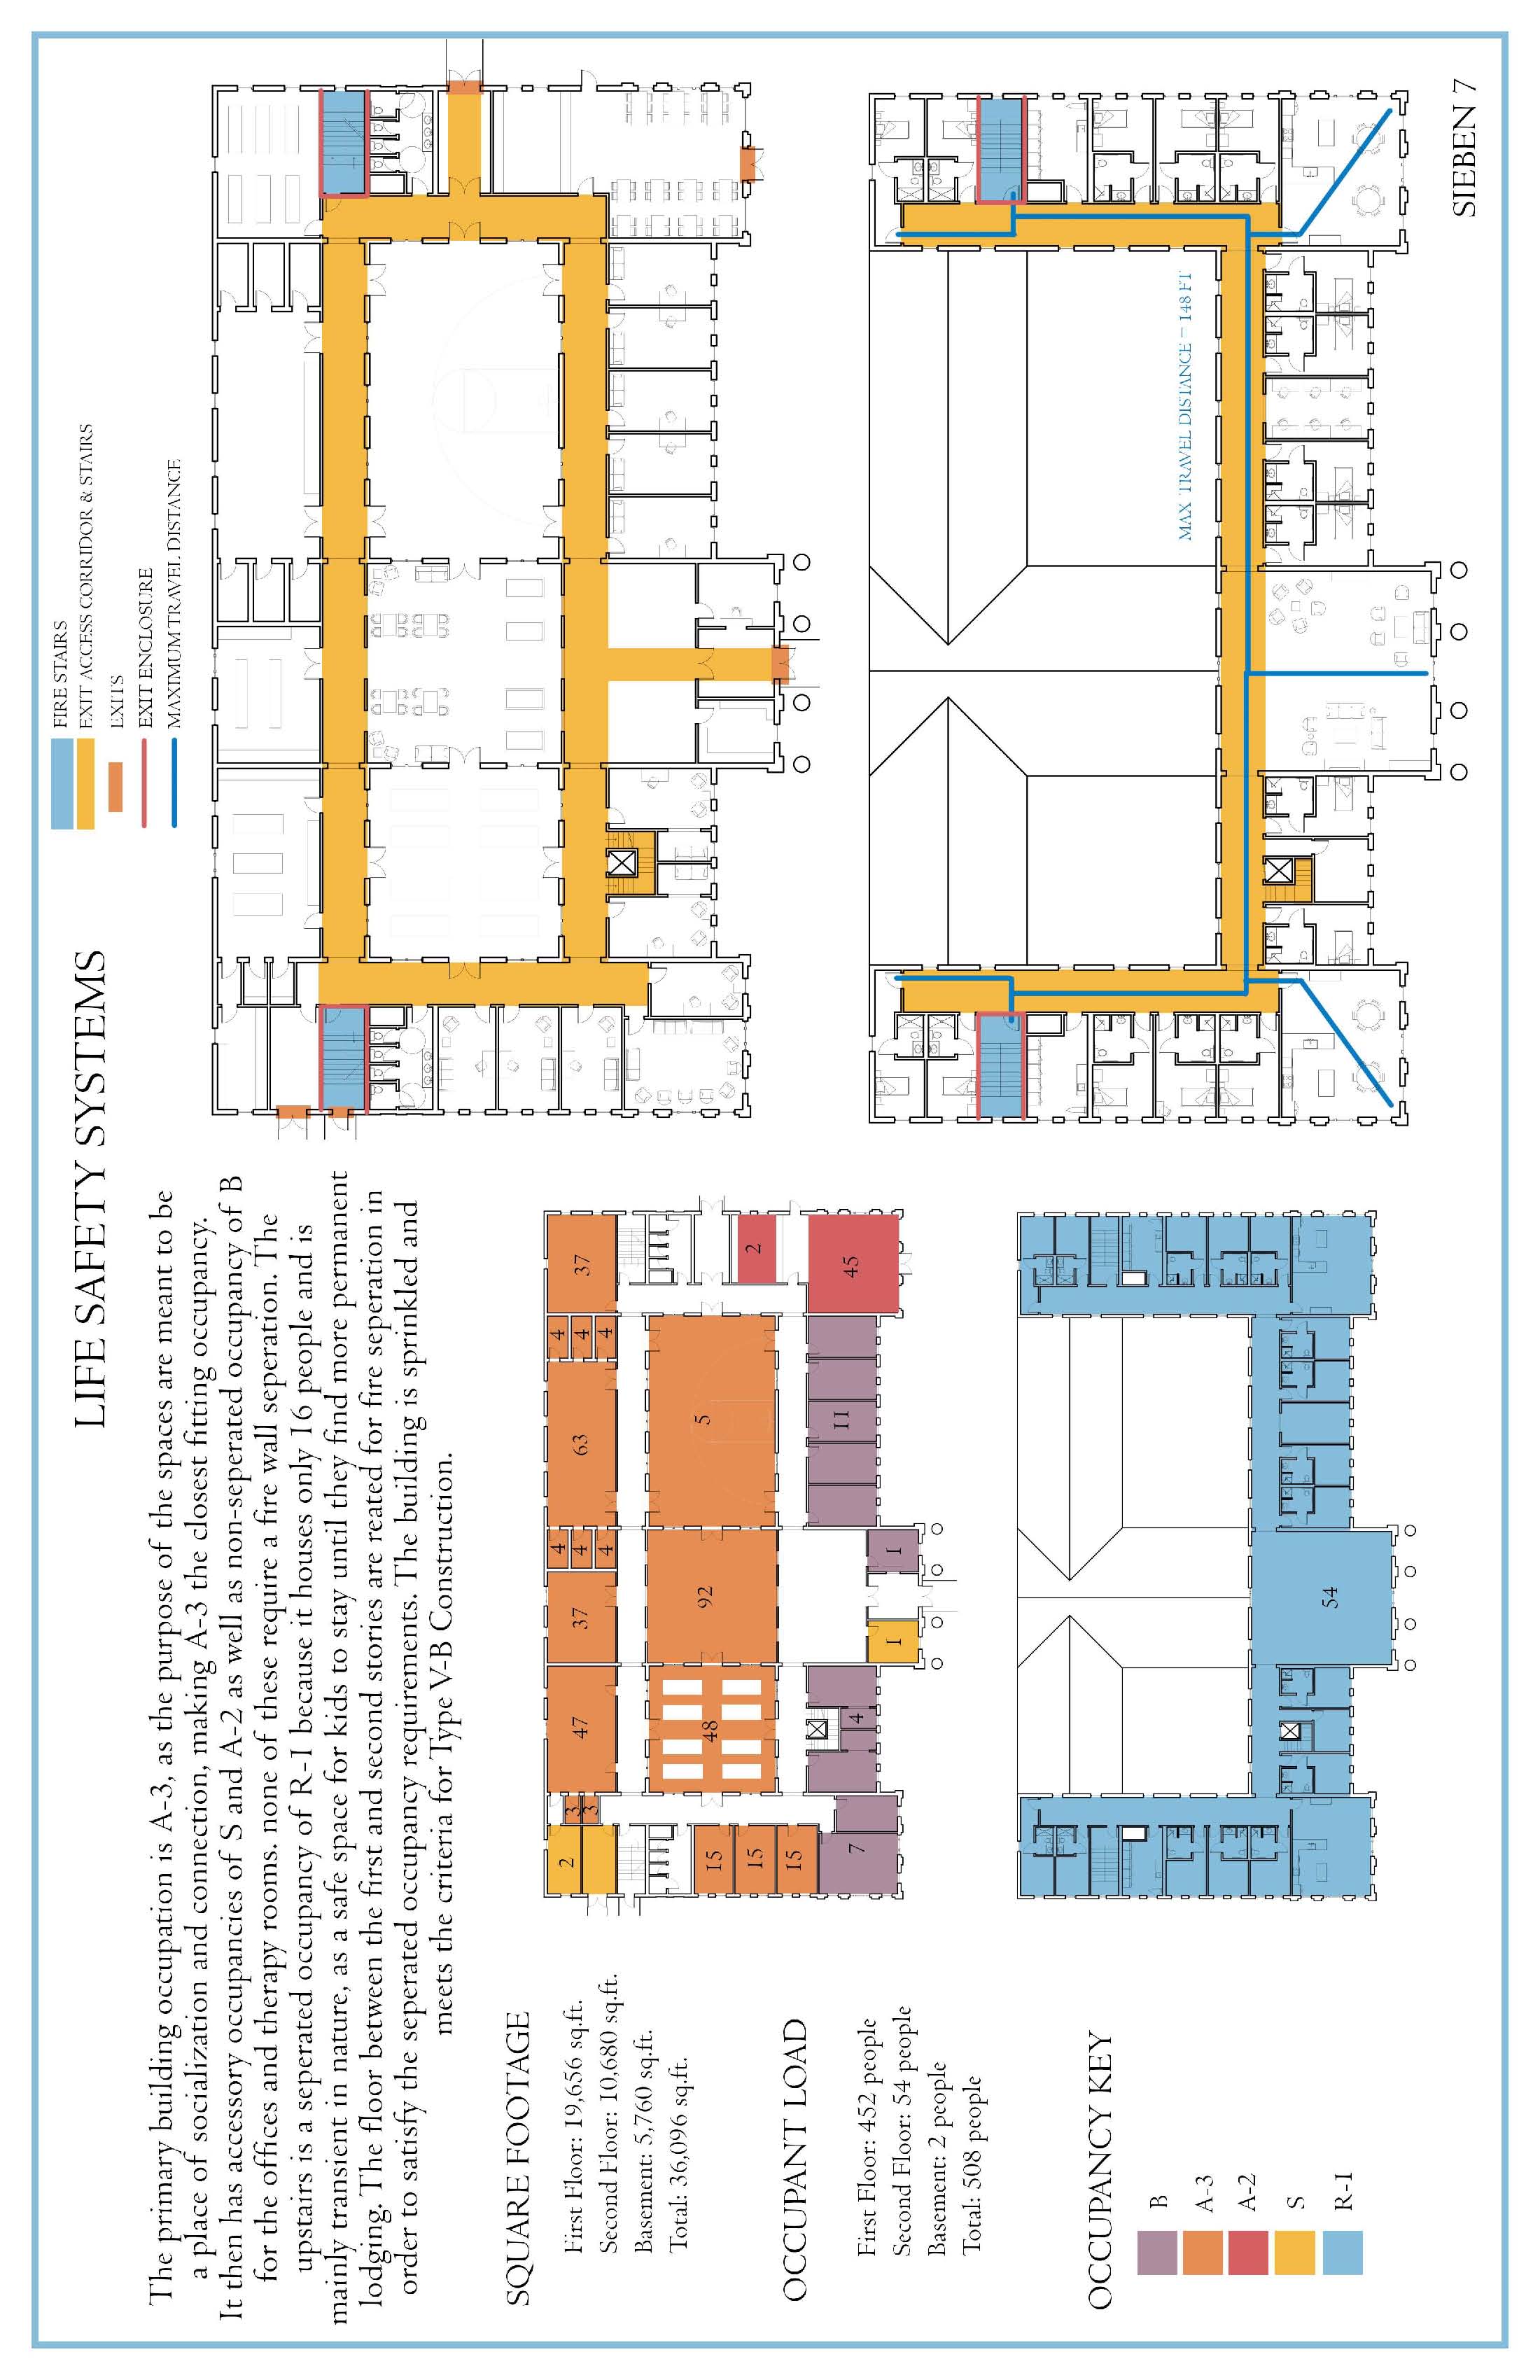 LIFE SAFETY SYSTEMS
FIRE STAIRS
EXIT ACCESS CORRIDOR & STAIRS
EXITS
EXIT ENCLOSURE
MAXIMUM TRAVEL DISTANCE
The primary building occupation is A-3, as the purpose of the spaces are meant to be
a place of socialization and connection, making A-3 the closest fitting occupancy.
It then has accessory occupancies of S and A-2 as well as non-seperated occupancy of B
for the offices and therapy rooms. none of these require a fire wall seperation. The
upstairs is a seperated occupancy of R-1 because it houses only 16 people and is
mainly transient in nature, as a safe space for kids to stay until they find more permanent
lodging. The floor between the first and second stories are reated for fire seperation in
order to satisfy the seperated occupancy requirements. The building is sprinkled and
meets the criteria for Type V-B Construction.
SQUARE FOOTAGE
First Floor: 19,656 sq.ft.
Second Floor: 10,680 sq.ft.
Basement: 5,760 sq.ft.
Total: 36,096 sq.ft.
OCCUPANT LOAD
First Floor: 452 people
Second Floor: 54 people
Basement: 2 people
Total: 508 people
OCCUPANCY KEY
B
A-3
A-2
S
R-1
2
3
3
47
37
4
4
4
63
4
4
4
37
15
15
15
48
92
5
2
7
4
11
45
1
1
54
MAX TRAVEL DISTANCE = 148 FT
SIEBEN 7